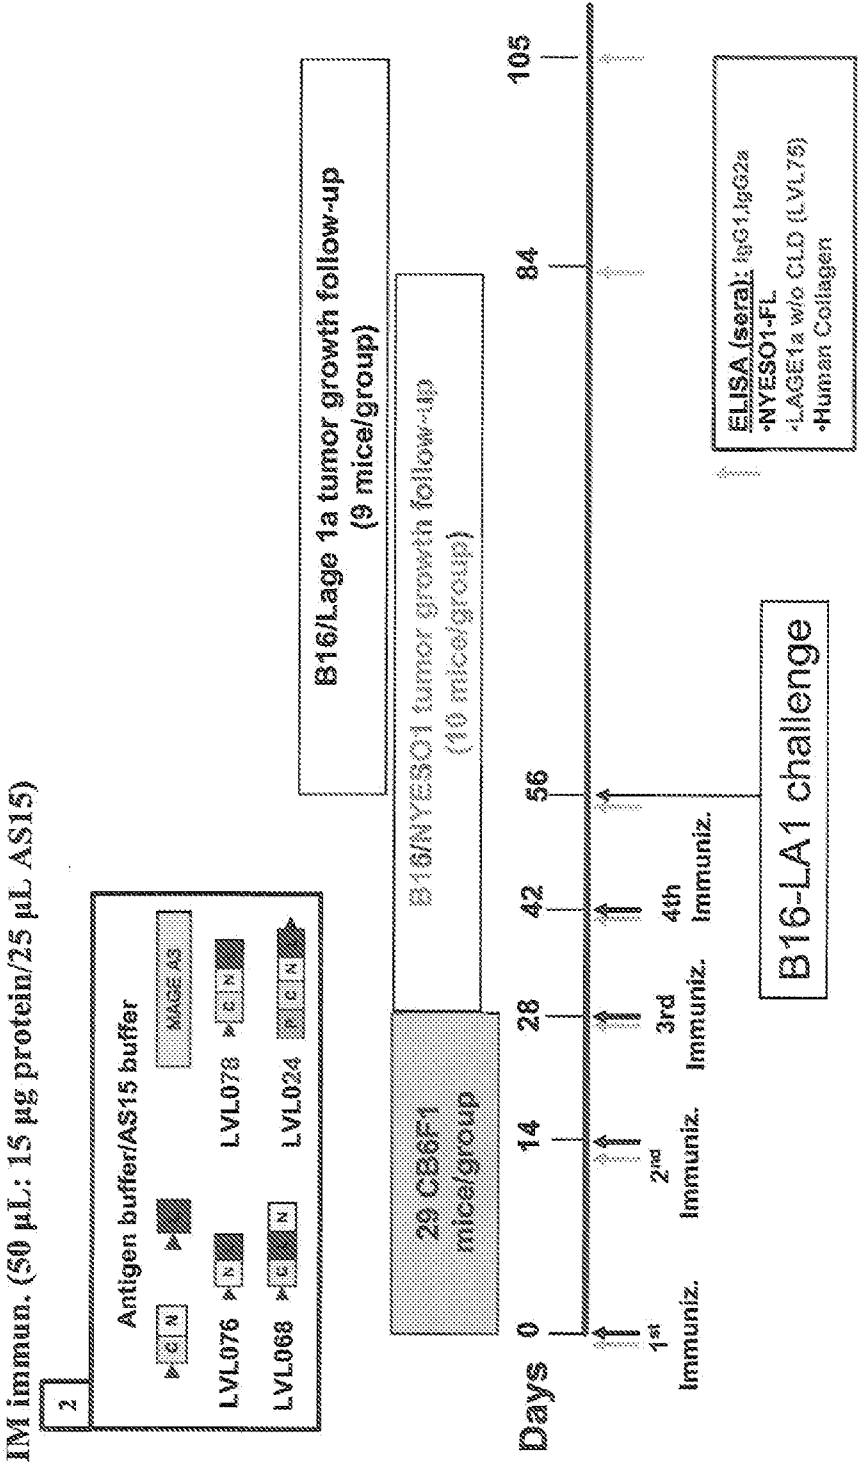 IM immun. (50 µL: 15 µg protein/25 µL AS15)
2
Antigen buffer/AS15 buffer
C N
MAGE A3
LVL076 N
LVL078 C N
LVL068 C N
LVL024 P C N
B16/Lage 1a tumor growth follow-up
(9 mice/group)
B16/NYESO1 tumor growth follow-up
(10 mice/group)
29 CB6F1
mice/group
Days 0 14 28 42 56 84 105
1st
Immuniz.
2nd
Immuniz.
3rd
Immuniz.
4th
Immuniz.
B16-LA1 challenge
ELISA (sera): IgG1,IgG2a
•NYESO1-FL
•LAGE1a w/o CLD (LVL75)
•Human Collagen